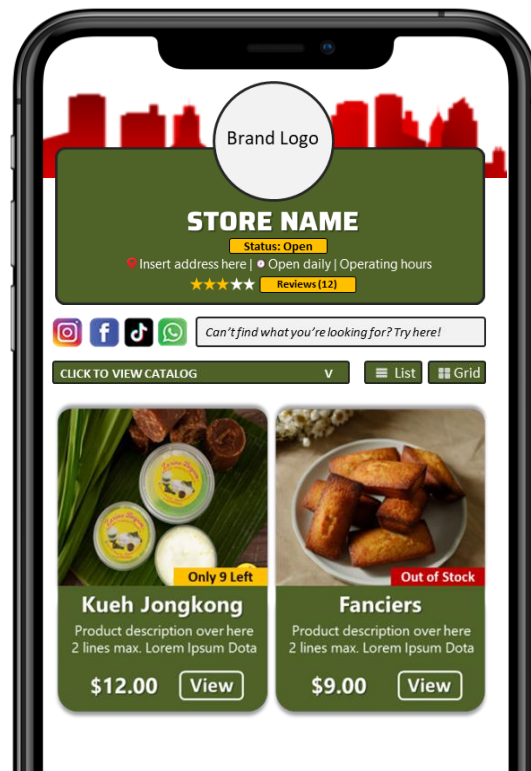 Brand Logo
STORE NAME
Status: Open
Insert address here | Open daily | Operating hours
Reviews (12)
Can't find what you're looking for? Try here!
CLICK TO VIEW CATALOG V
List
Grid
Only 9 Left
Out of Stock
Kueh Jongkong
Product description over here
2 lines max. Lorem Ipsum Dota
$12.00
View
Fanciers
Product description over here
2 lines max. Lorem Ipsum Dota
$9.00
View